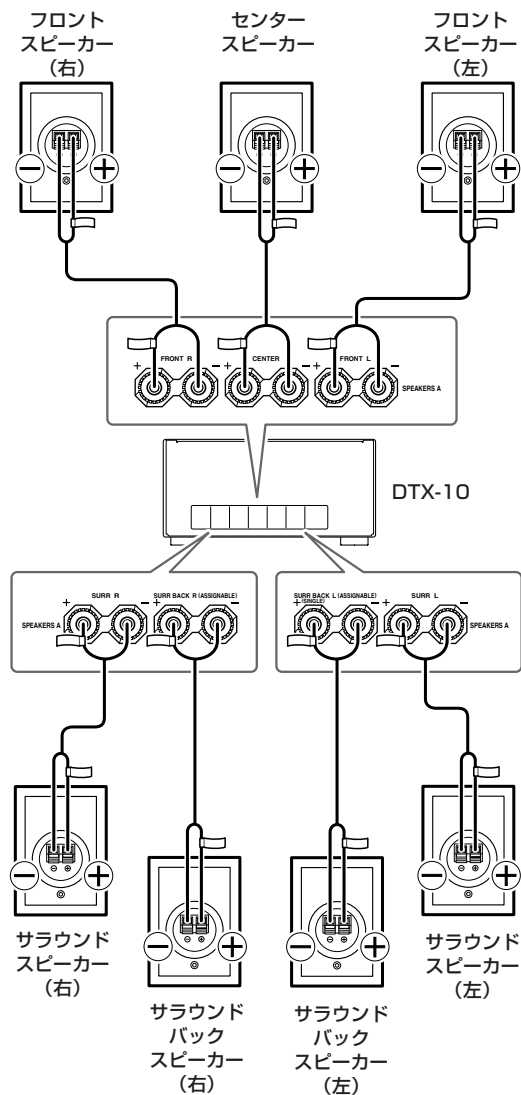 フロント
スピーカー
(右)
センター
スピーカー
フロント
スピーカー
(左)
− +
− +
− +
+ FRONT R −
+ CENTER −
+ FRONT L −
SPEAKERS A
DTX-10
SPEAKERS A
+ SURR R −
+ SURR BACK R (ASSIGNABLE) −
SURR BACK L (ASSIGNABLE)
+ (SINGLE) −
+ SURR L −
SPEAKERS A
− +
− +
− +
− +
サラウンド
スピーカー
(右)
サラウンド
バック
スピーカー
(右)
サラウンド
バック
スピーカー
(左)
サラウンド
スピーカー
(左)